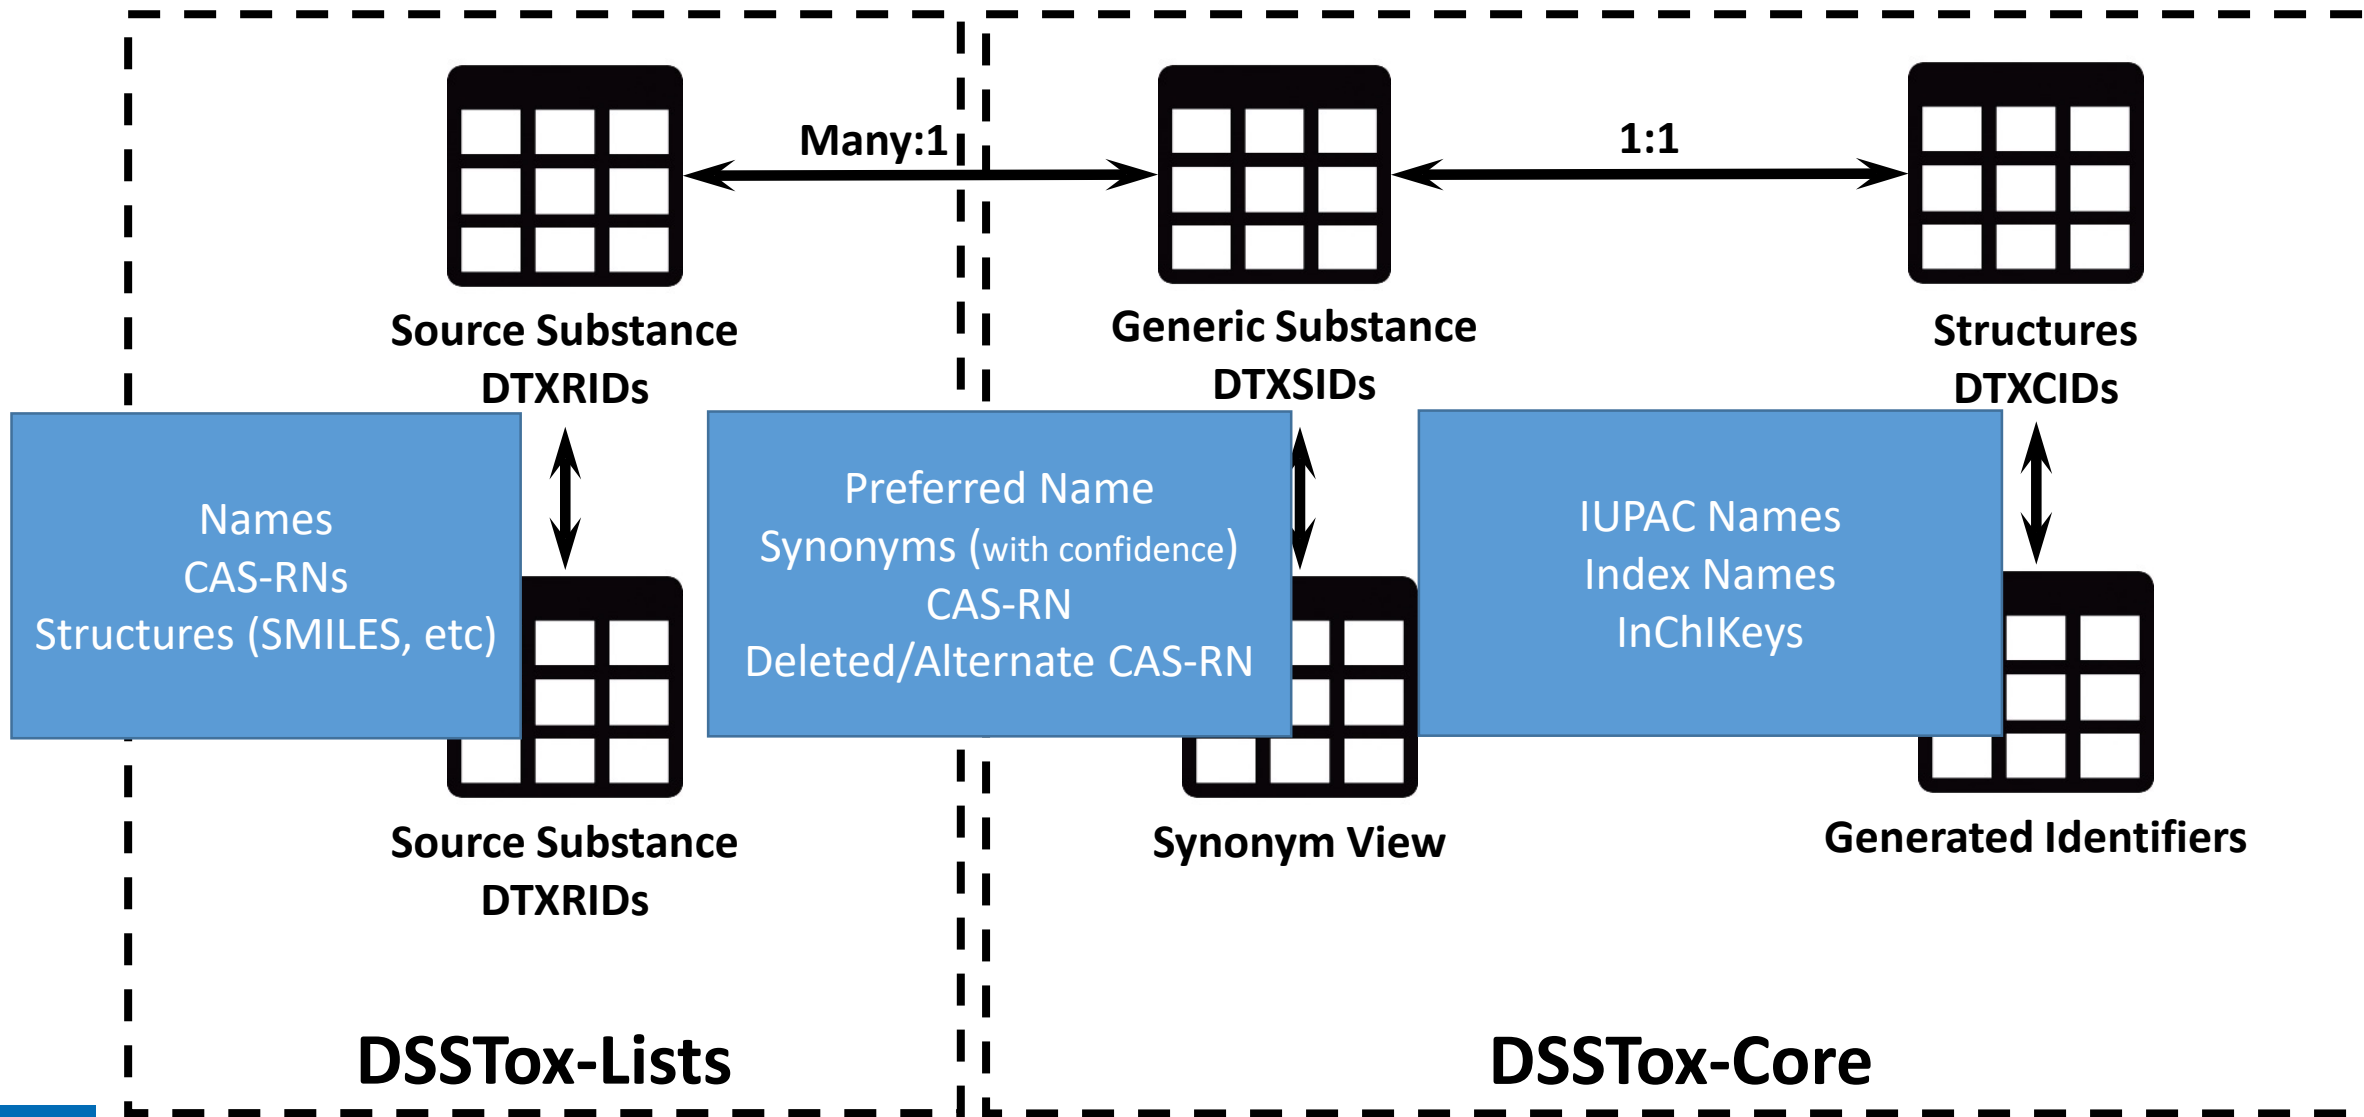 Many:1
1:1
Source Substance
DTXRIDs
Generic Substance
DTXSIDs
Structures
DTXCIDs
Names
CAS-RNs
Structures (SMILES, etc)
Preferred Name
Synonyms (with confidence)
CAS-RN
Deleted/Alternate CAS-RN
IUPAC Names
Index Names
InChIKeys
Source Substance
DTXRIDs
Synonym View
Generated Identifiers
DSSTox-Lists
DSSTox-Core